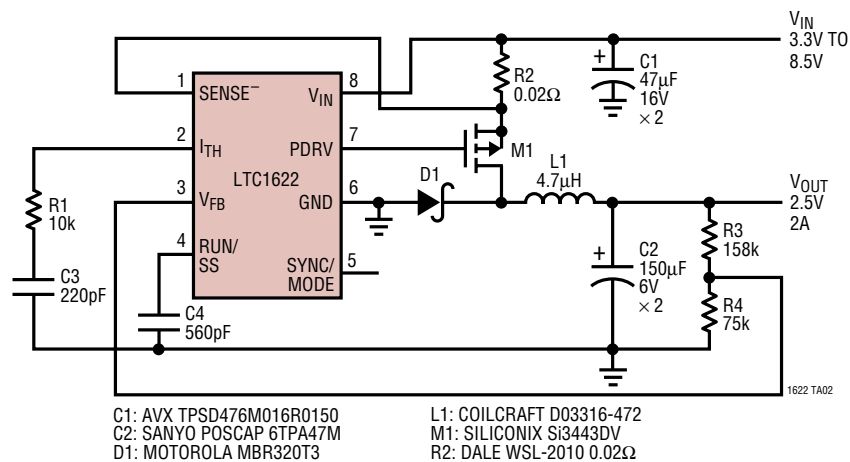 VIN
3.3V TO
8.5V
1
SENSE–
VIN
8
R2
0.02Ω
+
C1
47µF
16V
× 2
2
ITH
PDRV
7
M1
LTC1622
D1
L1
4.7µH
VOUT
2.5V
2A
R1
10k
3
VFB
GND
6
R3
158k
4
RUN/
SS
SYNC/
MODE
5
+
C2
150µF
6V
× 2
C3
220pF
C4
560pF
R4
75k
1622 TA02
C1: AVX TPSD476M016R0150
C2: SANYO POSCAP 6TPA47M
D1: MOTOROLA MBR320T3
L1: COILCRAFT D03316-472
M1: SILICONIX Si3443DV
R2: DALE WSL-2010 0.02Ω